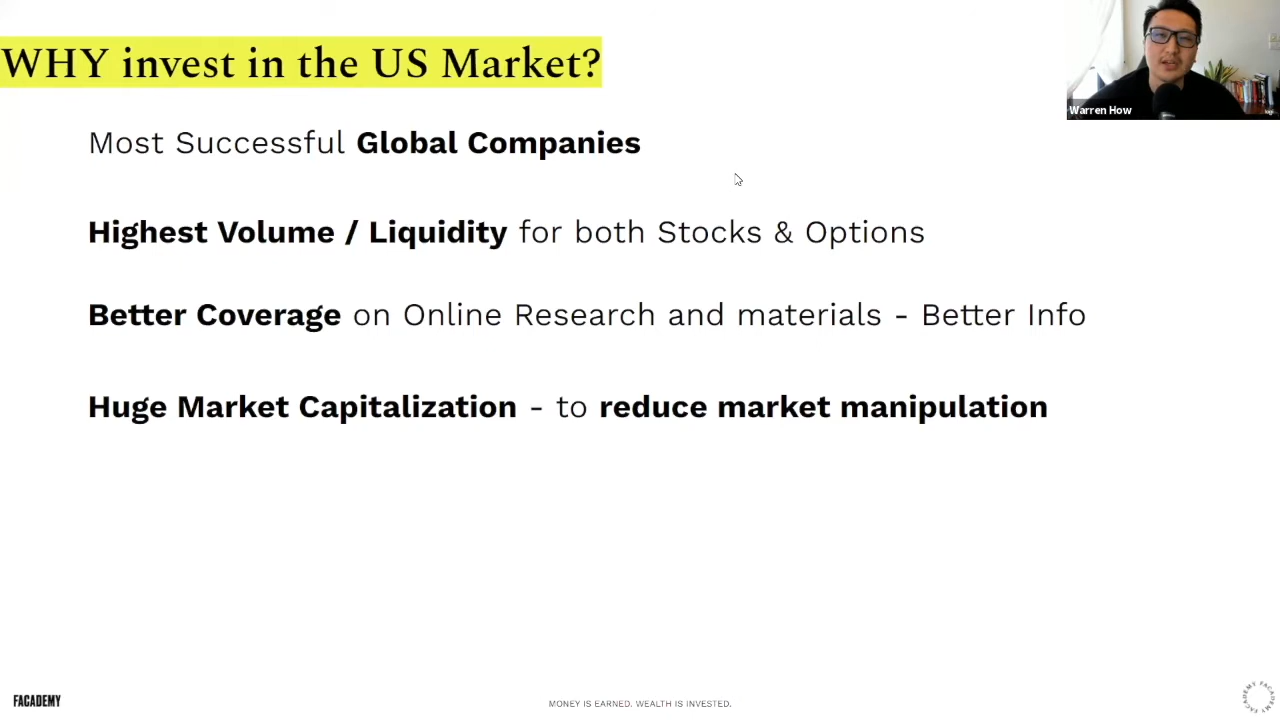 WHY invest in the US Market?
Warren How
Most Successful Global Companies
Highest Volume / Liquidity for both Stocks & Options
Better Coverage on Online Research and materials - Better Info
Huge Market Capitalization - to reduce market manipulation
FACADEMY
MONEY IS EARNED. WEALTH IS INVESTED.
FACADEMY FACADEMY